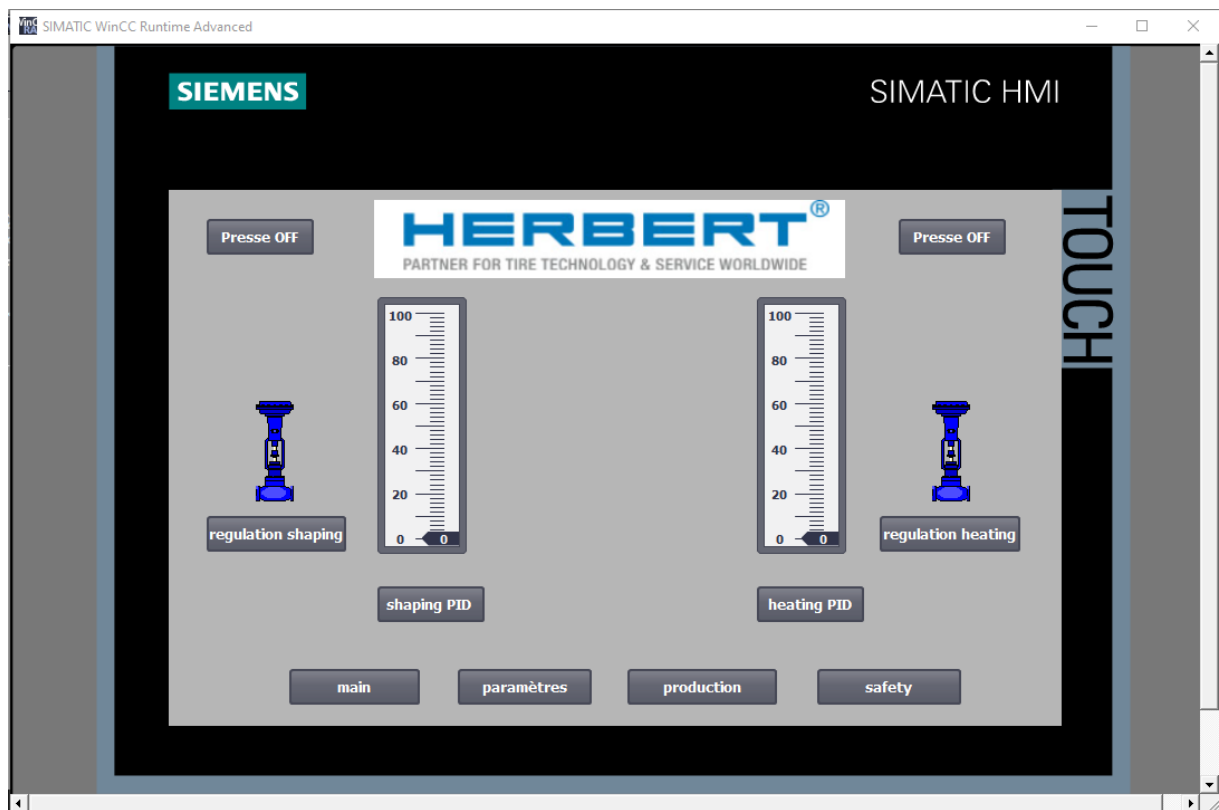 SIMATIC WinCC Runtime Advanced
SIEMENS
SIMATIC HMI
TOUCH
Presse OFF
HERBERT®
PARTNER FOR TIRE TECHNOLOGY & SERVICE WORLDWIDE
Presse OFF
100
80
60
40
20
0
0
100
80
60
40
20
0
0
regulation shaping
regulation heating
shaping PID
heating PID
main
paramètres
production
safety